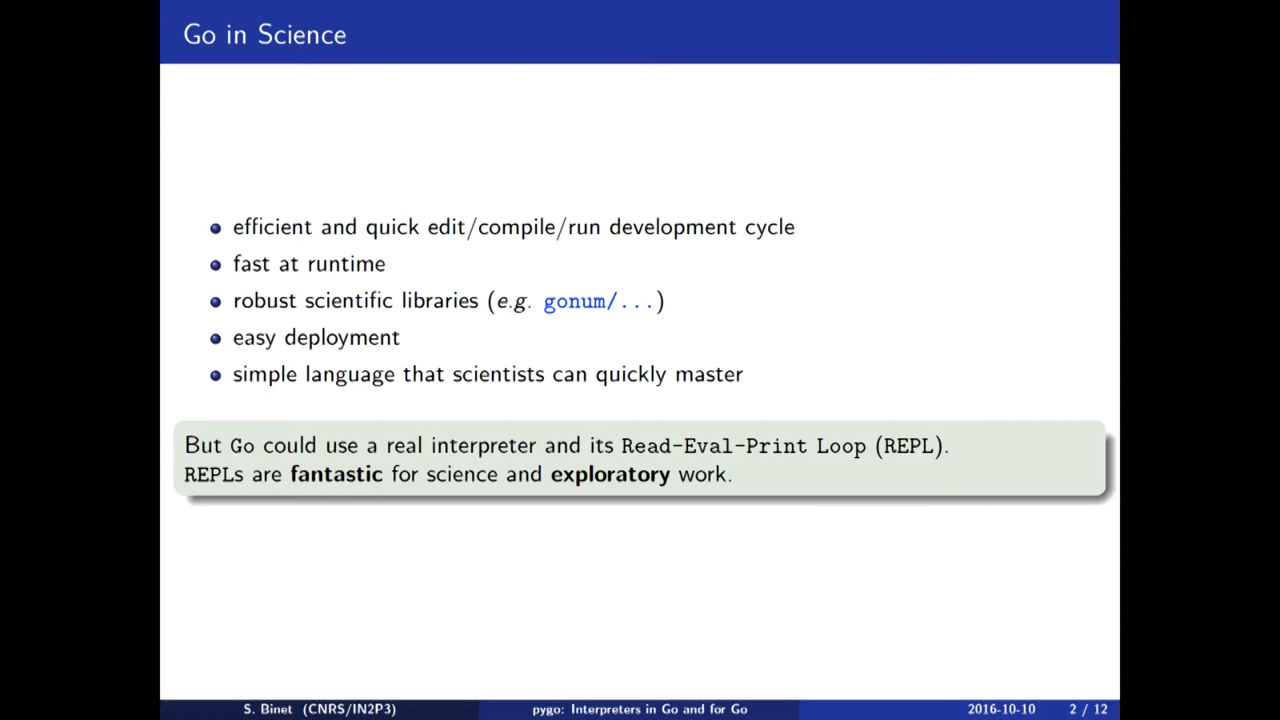 Go in Science
efficient and quick edit/compile/run development cycle
fast at runtime
robust scientific libraries (e.g. gonum/...)
easy deployment
simple language that scientists can quickly master
But Go could use a real interpreter and its Read-Eval-Print Loop (REPL).
REPLs are fantastic for science and exploratory work.
S. Binet (CNRS/IN2P3) pygo: Interpreters in Go and for Go 2016-10-10 2 / 12